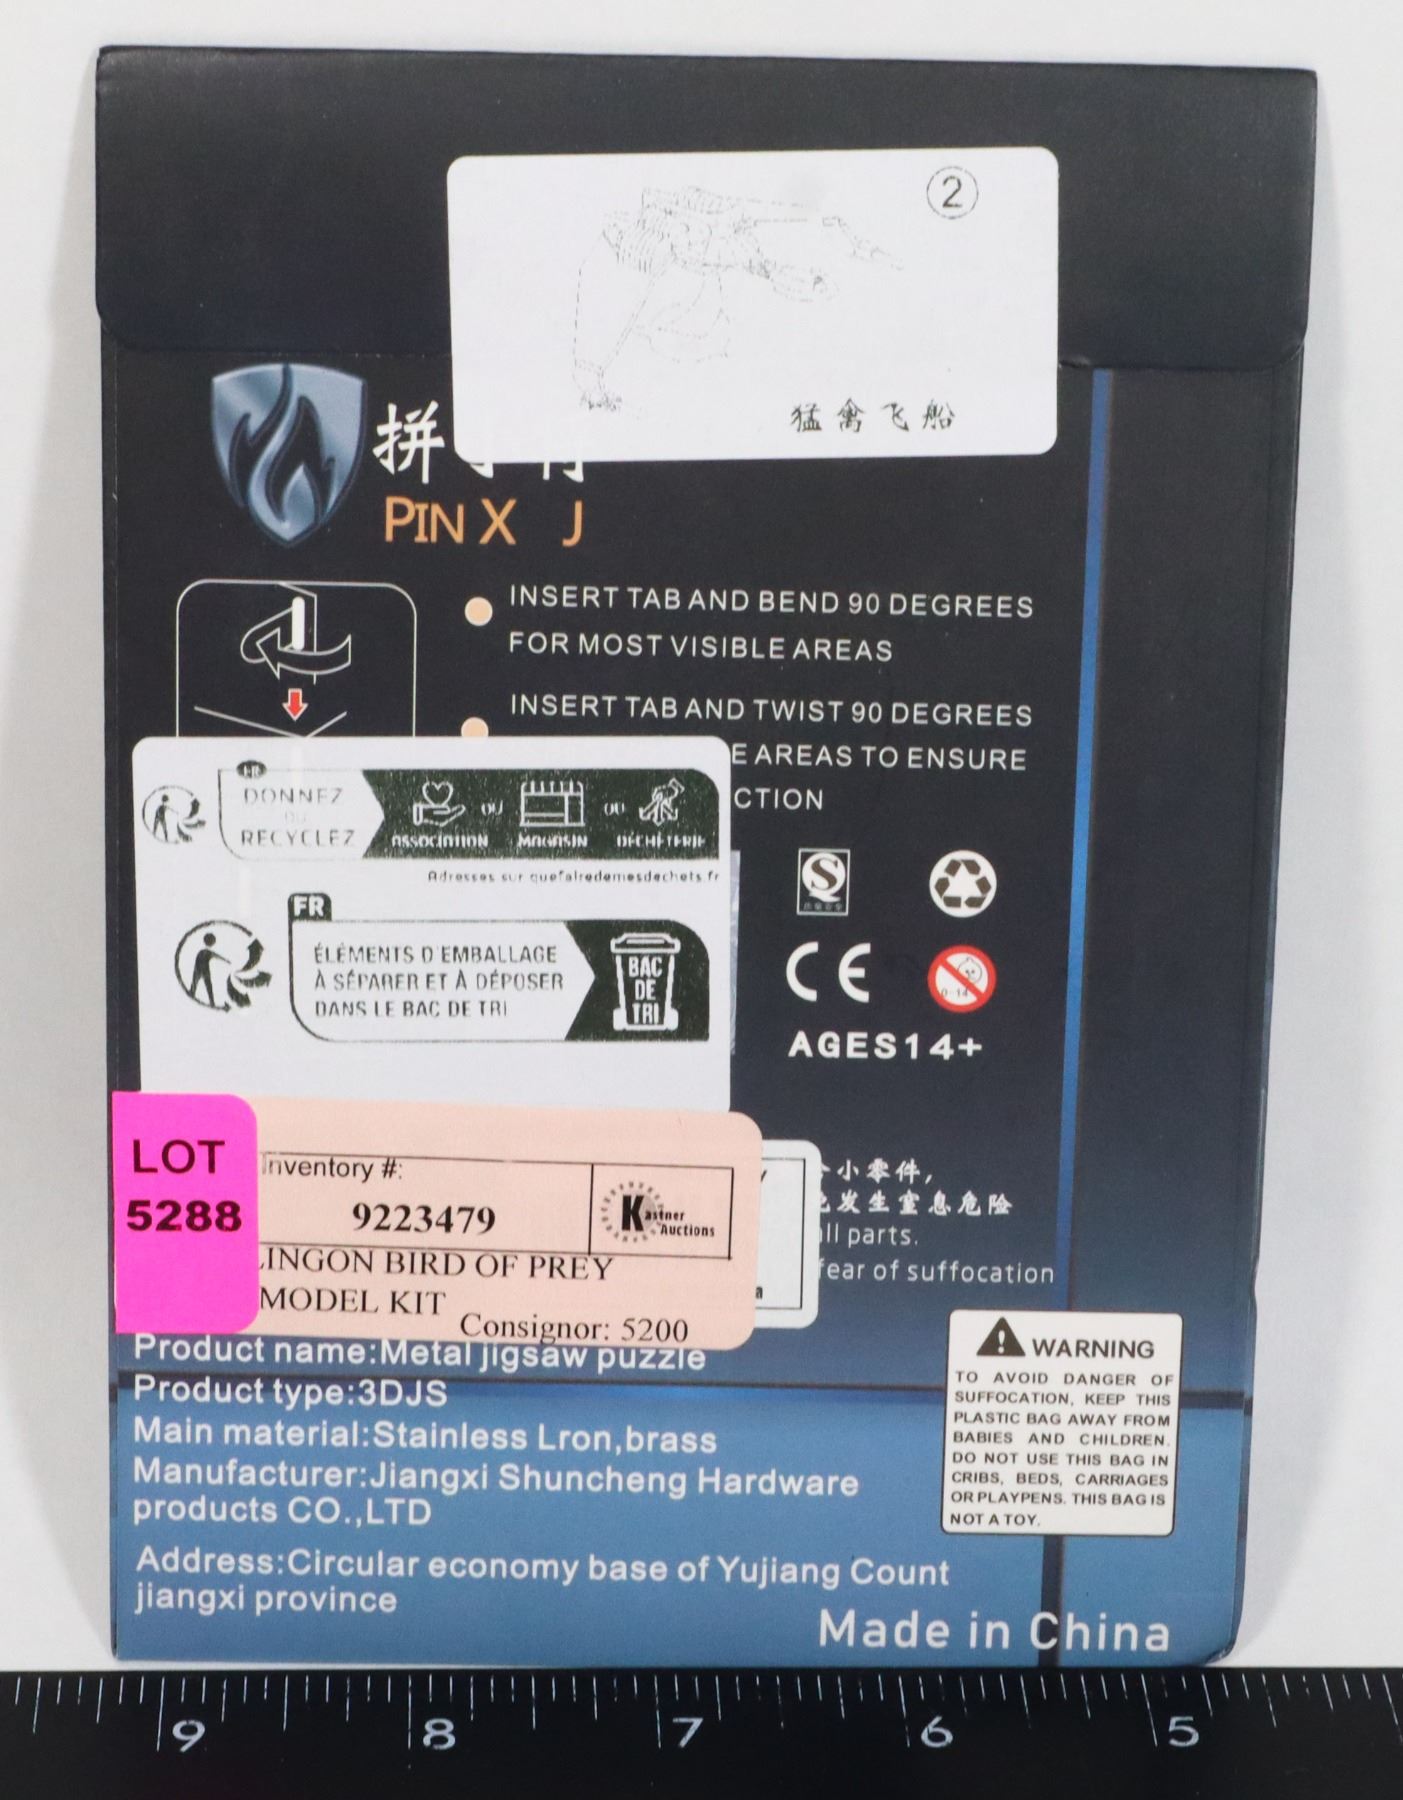 2
猛禽飞船
拼
PIN X J
INSERT TAB AND BEND 90 DEGREES
FOR MOST VISIBLE AREAS
INSERT TAB AND TWIST 90 DEGREES
E AREAS TO ENSURE
CTION
FR
DONNEZ
OU
RECYCLEZ
ASSOCIATION OU MAGASIN OU DÉCHÈTERIE
Adresses sur quefairedemesdechets.fr
FR
ÉLÉMENTS D'EMBALLAGE
À SÉPARER ET À DÉPOSER
DANS LE BAC DE TRI
BAC
DE
TRI
S
CE
0-14
AGES14+
LOT
5288
Inventory #:
9223479
Kastner
Auctions
LINGON BIRD OF PREY
MODEL KIT
Consignor: 5200
小零件,
发生窒息危险
ll parts.
fear of suffocation
Product name:Metal jigsaw puzzle
Product type:3DJS
Main material:Stainless Lron,brass
Manufacturer:Jiangxi Shuncheng Hardware
products CO.,LTD
Address:Circular economy base of Yujiang Count
jiangxi province
WARNING
TO AVOID DANGER OF
SUFFOCATION, KEEP THIS
PLASTIC BAG AWAY FROM
BABIES AND CHILDREN.
DO NOT USE THIS BAG IN
CRIBS, BEDS, CARRIAGES
OR PLAYPENS. THIS BAG IS
NOT A TOY.
Made in China
9 8 7 6 5